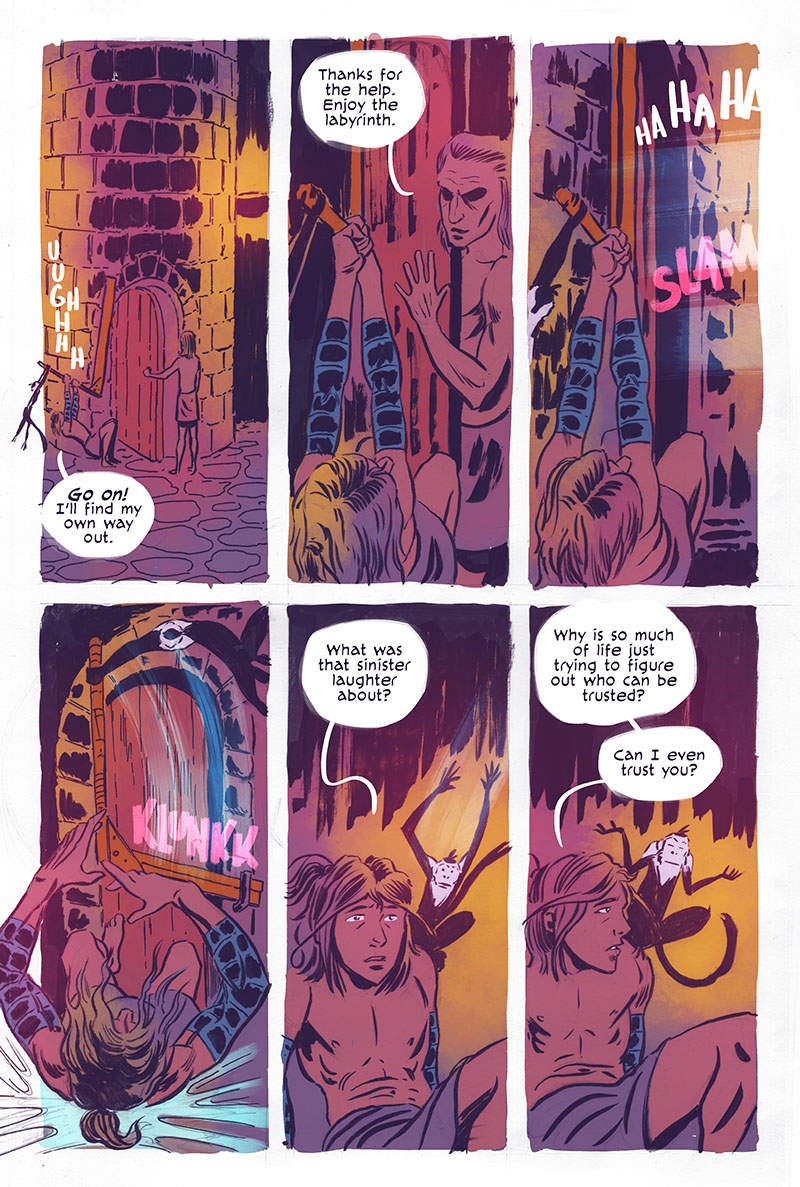 UUGHHHH
Go on!
I'll find my
own way
out.
Thanks for
the help.
Enjoy the
labyrinth.
HA HA HA
SLAM
KLUNKK
What was
that sinister
laughter
about?
Why is so much
of life just
trying to figure
out who can be
trusted?
Can I even
trust you?